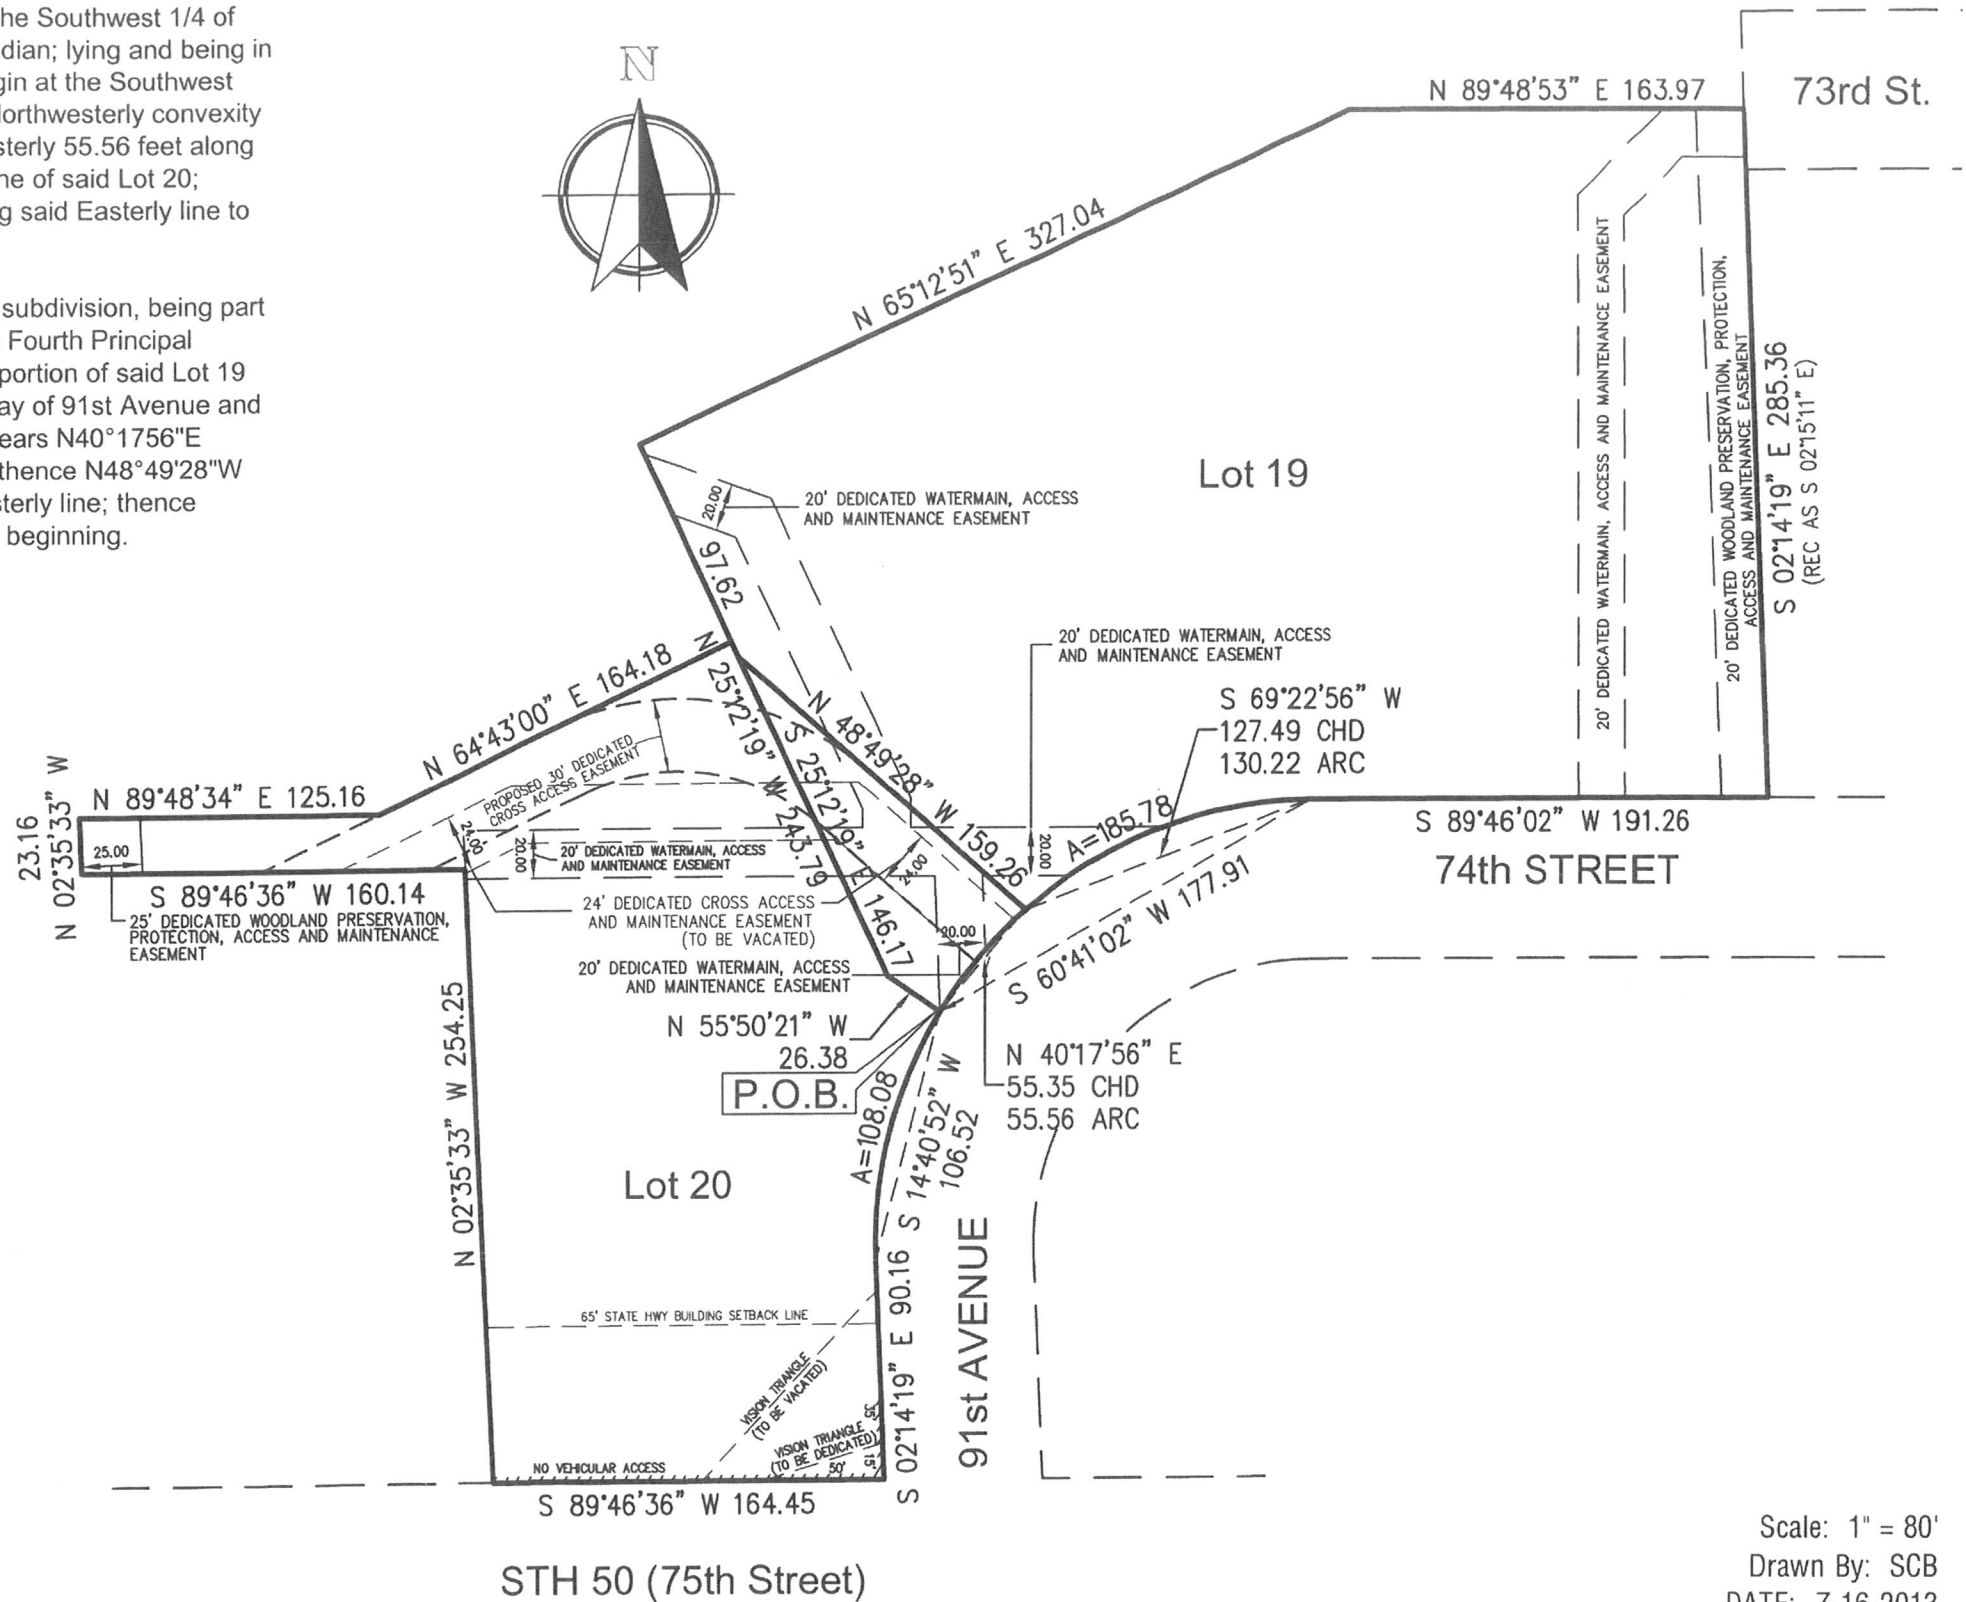 he Southwest 1/4 of
dian; lying and being in
gin at the Southwest
Northwesterly convexity
sterly 55.56 feet along
ne of said Lot 20;
g said Easterly line to
subdivision, being part
Fourth Principal
portion of said Lot 19
ay of 91st Avenue and
ears N40°1756"E
thence N48°49'28"W
sterly line; thence
beginning.
N
N 89°48'53" E 163.97
73rd St.
N 65°12'51" E 327.04
20' DEDICATED WATERMAIN, ACCESS AND MAINTENANCE EASEMENT
20' DEDICATED WOODLAND PRESERVATION, PROTECTION,
ACCESS AND MAINTENANCE EASEMENT
S 02°14'19" E 285.36
(REC AS S 02°15'11" E)
Lot 19
20.00
20' DEDICATED WATERMAIN, ACCESS
AND MAINTENANCE EASEMENT
97.62
20' DEDICATED WATERMAIN, ACCESS
AND MAINTENANCE EASEMENT
S 69°22'56" W
127.49 CHD
130.22 ARC
N 64°43'00" E 164.18
N 25°12'19" W 243.79
S 25°12'19" E 146.17
N 48°49'28" W 159.26
PROPOSED 30' DEDICATED
CROSS ACCESS EASEMENT
N 89°48'34" E 125.16
23.16
N 02°35'33" W
25.00
24.00
20.00
20' DEDICATED WATERMAIN, ACCESS
AND MAINTENANCE EASEMENT
24.00
20.00
A=185.78
S 89°46'02" W 191.26
74th STREET
S 89°46'36" W 160.14
25' DEDICATED WOODLAND PRESERVATION,
PROTECTION, ACCESS AND MAINTENANCE
EASEMENT
24' DEDICATED CROSS ACCESS
AND MAINTENANCE EASEMENT
(TO BE VACATED)
20.00
20' DEDICATED WATERMAIN, ACCESS
AND MAINTENANCE EASEMENT
S 60°41'02" W 177.91
N 55°50'21" W
26.38
P.O.B.
N 40°17'56" E
55.35 CHD
55.56 ARC
N 02°35'33" W 254.25
A=108.08
S 14°40'52" W
106.52
Lot 20
91st AVENUE
65' STATE HWY BUILDING SETBACK LINE
S 02°14'19" E 90.16
VISION TRIANGLE
(TO BE VACATED)
VISION TRIANGLE
(TO BE DEDICATED)
35'
15'
50'
NO VEHICULAR ACCESS
S 89°46'36" W 164.45
STH 50 (75th Street)
Scale: 1" = 80'
Drawn By: SCB
DATE: 7-16-2013